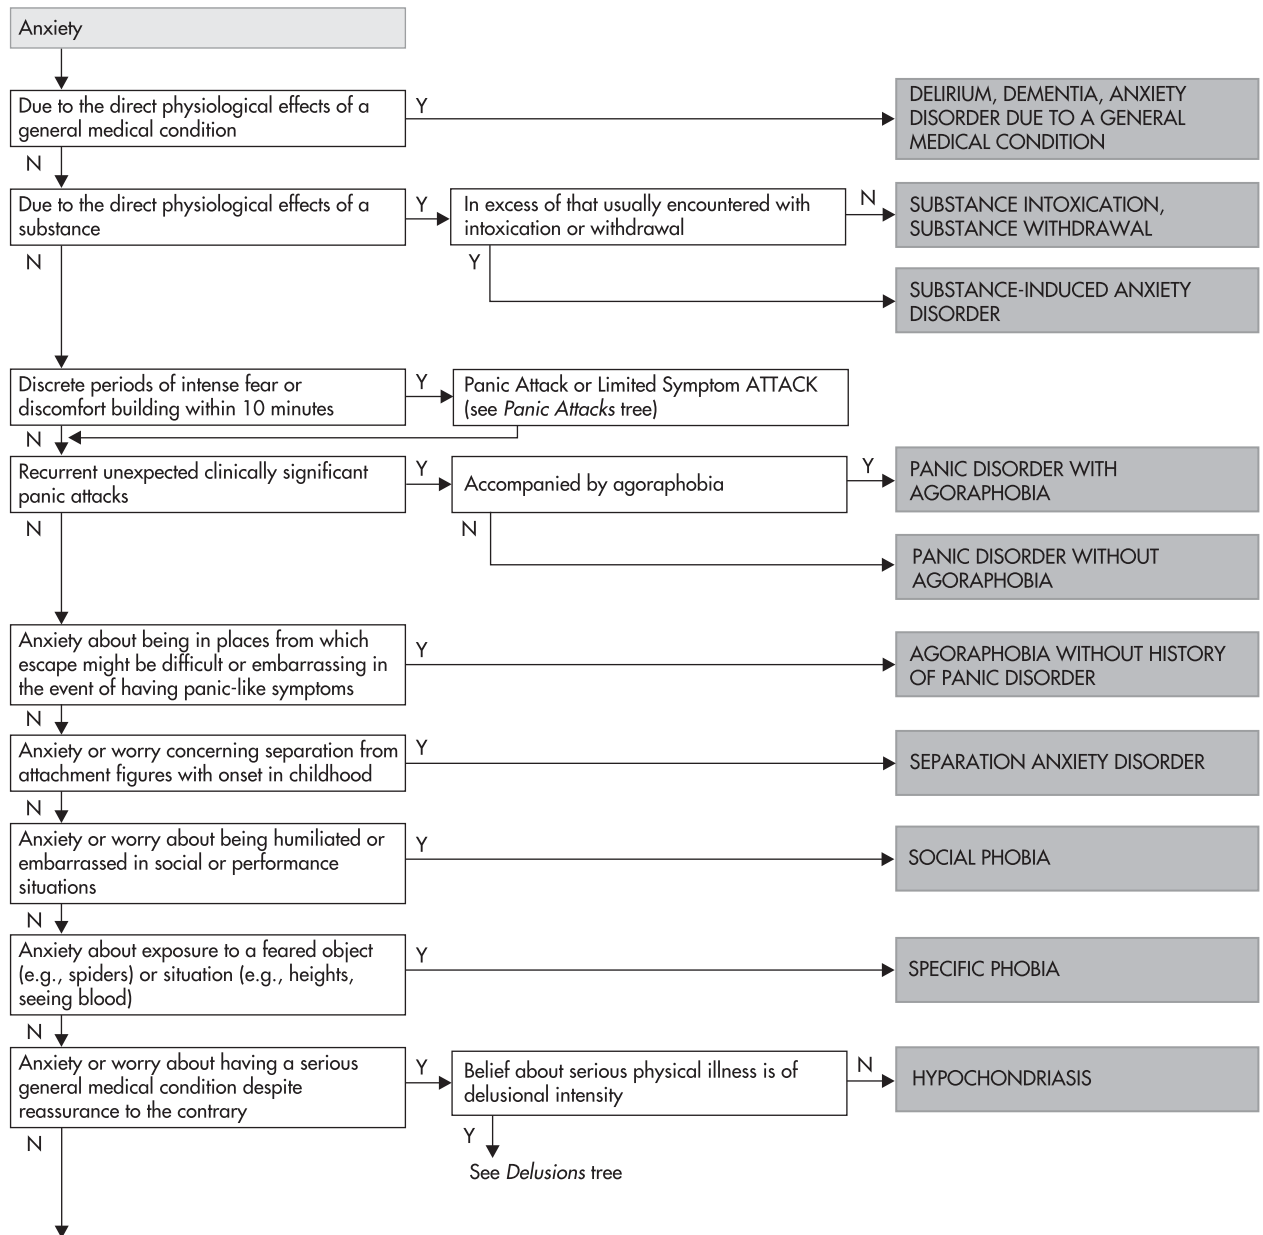 Anxiety
Due to the direct physiological effects of a
general medical condition
Y
DELIRIUM, DEMENTIA, ANXIETY
DISORDER DUE TO A GENERAL
MEDICAL CONDITION
N
Due to the direct physiological effects of a
substance
Y
In excess of that usually encountered with
intoxication or withdrawal
N
SUBSTANCE INTOXICATION,
SUBSTANCE WITHDRAWAL
N
Y
SUBSTANCE-INDUCED ANXIETY
DISORDER
Discrete periods of intense fear or
discomfort building within 10 minutes
Y
Panic Attack or Limited Symptom ATTACK
(see Panic Attacks tree)
N
Recurrent unexpected clinically significant
panic attacks
Y
Accompanied by agoraphobia
Y
PANIC DISORDER WITH
AGORAPHOBIA
N
N
PANIC DISORDER WITHOUT
AGORAPHOBIA
Anxiety about being in places from which
escape might be difficult or embarrassing in
the event of having panic-like symptoms
Y
AGORAPHOBIA WITHOUT HISTORY
OF PANIC DISORDER
N
Anxiety or worry concerning separation from
attachment figures with onset in childhood
Y
SEPARATION ANXIETY DISORDER
N
Anxiety or worry about being humiliated or
embarrassed in social or performance
situations
Y
SOCIAL PHOBIA
N
Anxiety about exposure to a feared object
(e.g., spiders) or situation (e.g., heights,
seeing blood)
Y
SPECIFIC PHOBIA
N
Anxiety or worry about having a serious
general medical condition despite
reassurance to the contrary
Y
Belief about serious physical illness is of
delusional intensity
N
HYPOCHONDRIASIS
N
Y
See Delusions tree